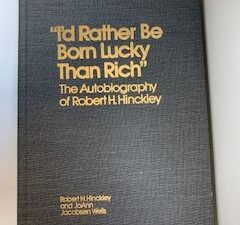 "I'd Rather Be
Born Lucky
Than Rich"
The Autobiography
of Robert H. Hinckley
Robert H. Hinckley
and JoAnn
Jacobsen Wells